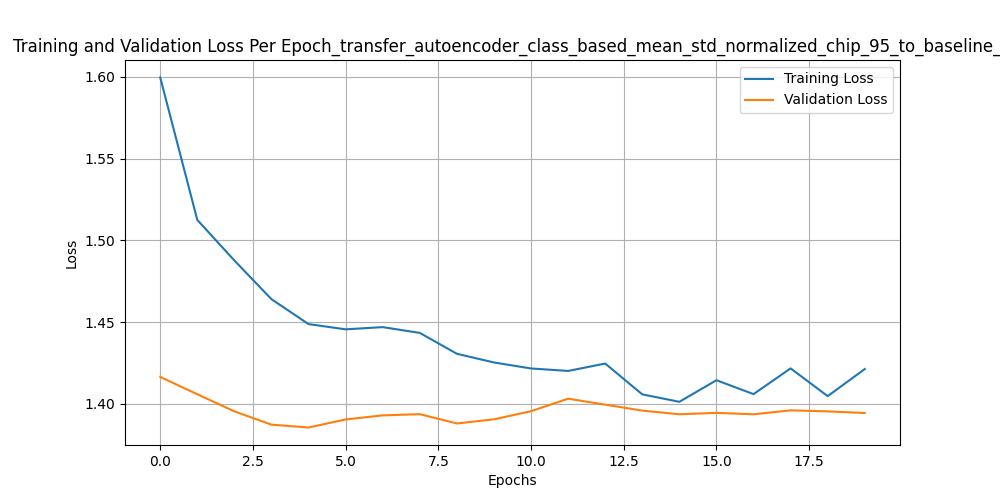 Training and Validation Loss Per Epoch_transfer_autoencoder_class_based_mean_std_normalized_chip_95_to_baseline_
Training Loss
Validation Loss
1.60
1.55
1.50
1.45
1.40
Loss
0.0 2.5 5.0 7.5 10.0 12.5 15.0 17.5
Epochs